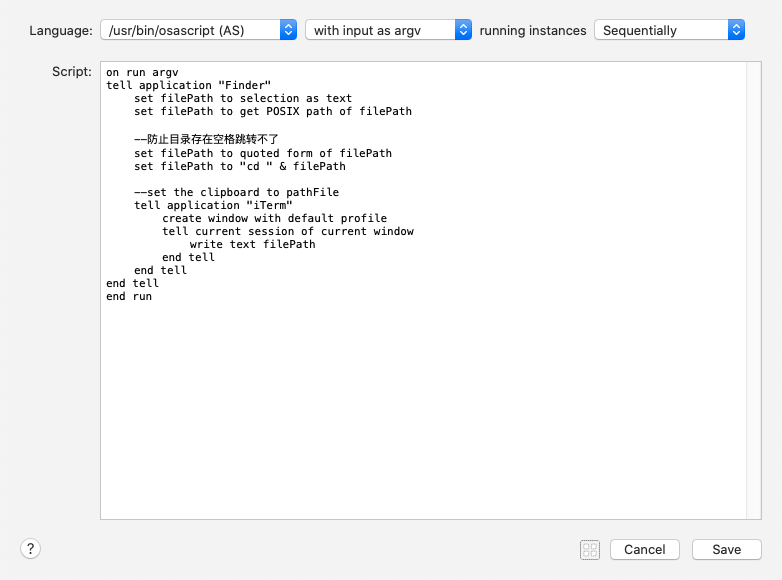 Language: /usr/bin/osascript (AS) with input as argv running instances Sequentially
Script:
on run argv
tell application "Finder"
set filePath to selection as text
set filePath to get POSIX path of filePath
--防止目录存在空格跳转不了
set filePath to quoted form of filePath
set filePath to "cd " & filePath
--set the clipboard to pathFile
tell application "iTerm"
create window with default profile
tell current session of current window
write text filePath
end tell
end tell
end tell
end run
? Cancel Save